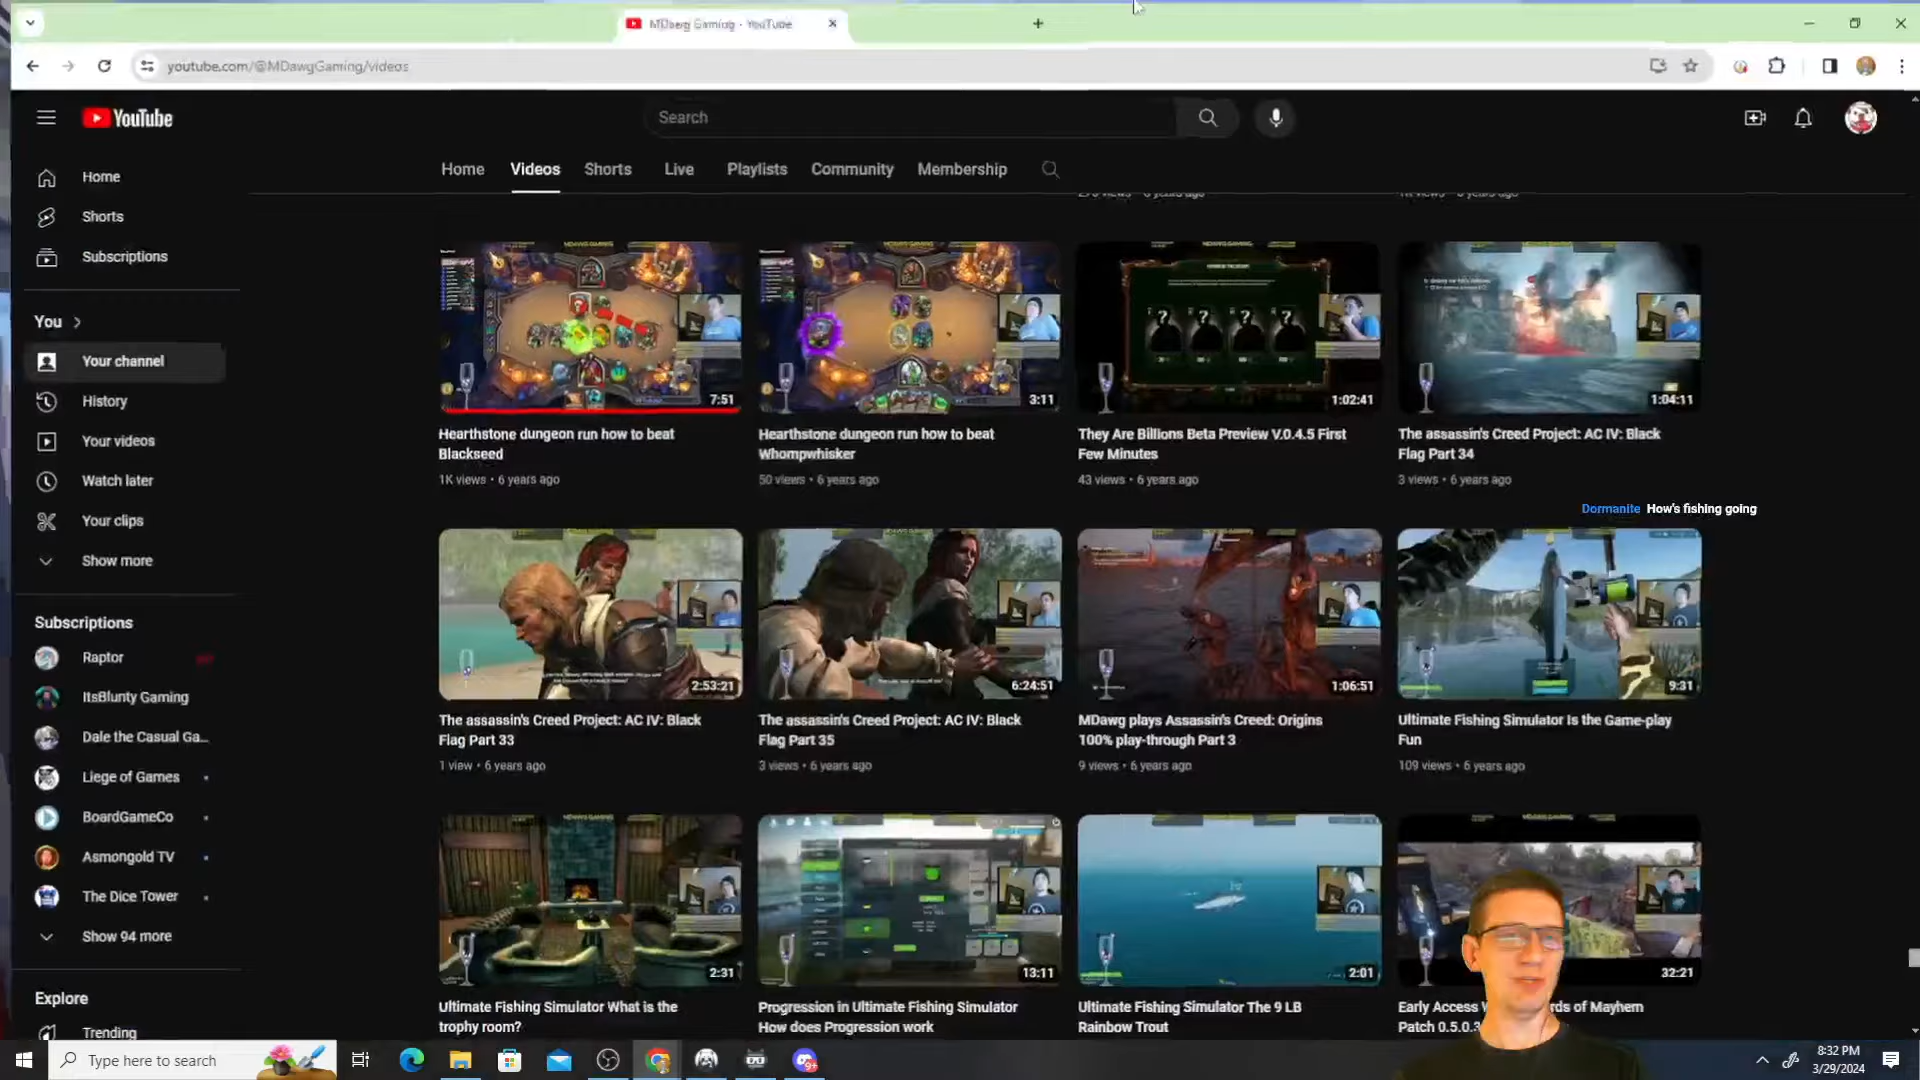 MDawg Gaming - YouTube
youtube.com/@MDawgGaming/videos
YouTube
Search
Home
Videos
Shorts
Live
Playlists
Community
Membership
Home
Shorts
Subscriptions
You
Your channel
History
Your videos
Watch later
Your clips
Show more
Subscriptions
Raptor
ItsBlunty Gaming
Dale the Casual Ga...
Liege of Games
BoardGameCo
Asmongold TV
The Dice Tower
Show 94 more
Explore
Trending
7:51
Hearthstone dungeon run how to beat
Blackseed
1K views • 6 years ago
3:11
Hearthstone dungeon run how to beat
Whompwhisker
50 views • 6 years ago
1:02:41
They Are Billions Beta Preview V.0.4.5 First
Few Minutes
43 views • 6 years ago
1:04:11
The assassin's Creed Project: AC IV: Black
Flag Part 34
3 views • 6 years ago
Dormanite How's fishing going
2:53:21
The assassin's Creed Project: AC IV: Black
Flag Part 33
1 view • 6 years ago
6:24:51
The assassin's Creed Project: AC IV: Black
Flag Part 35
3 views • 6 years ago
1:06:51
MDawg plays Assassin's Creed: Origins
100% play-through Part 3
9 views • 6 years ago
9:31
Ultimate Fishing Simulator Is the Game-play
Fun
109 views • 6 years ago
2:31
Ultimate Fishing Simulator What is the
trophy room?
13:11
Progression in Ultimate Fishing Simulator
How does Progression work
2:01
Ultimate Fishing Simulator The 9 LB
Rainbow Trout
32:21
Early Access
of Mayhem
Patch 0.5.0.3
Type here to search
8:32 PM
3/29/2024